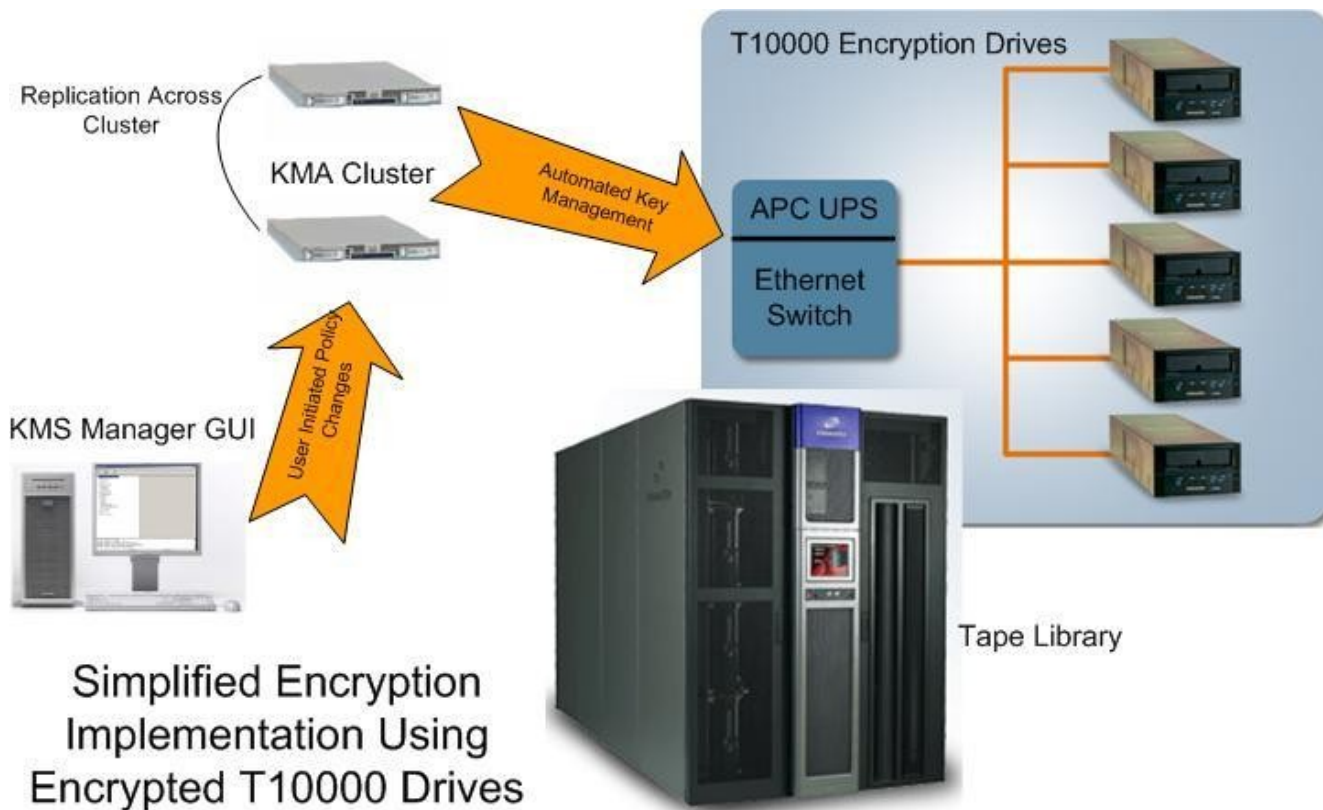 T10000 Encryption Drives
Replication Across
Cluster
KMA Cluster
Automated Key
Management
APC UPS
Ethernet
Switch
User Initiated Policy
Changes
KMS Manager GUI
Tape Library
Simplified Encryption
Implementation Using
Encrypted T10000 Drives